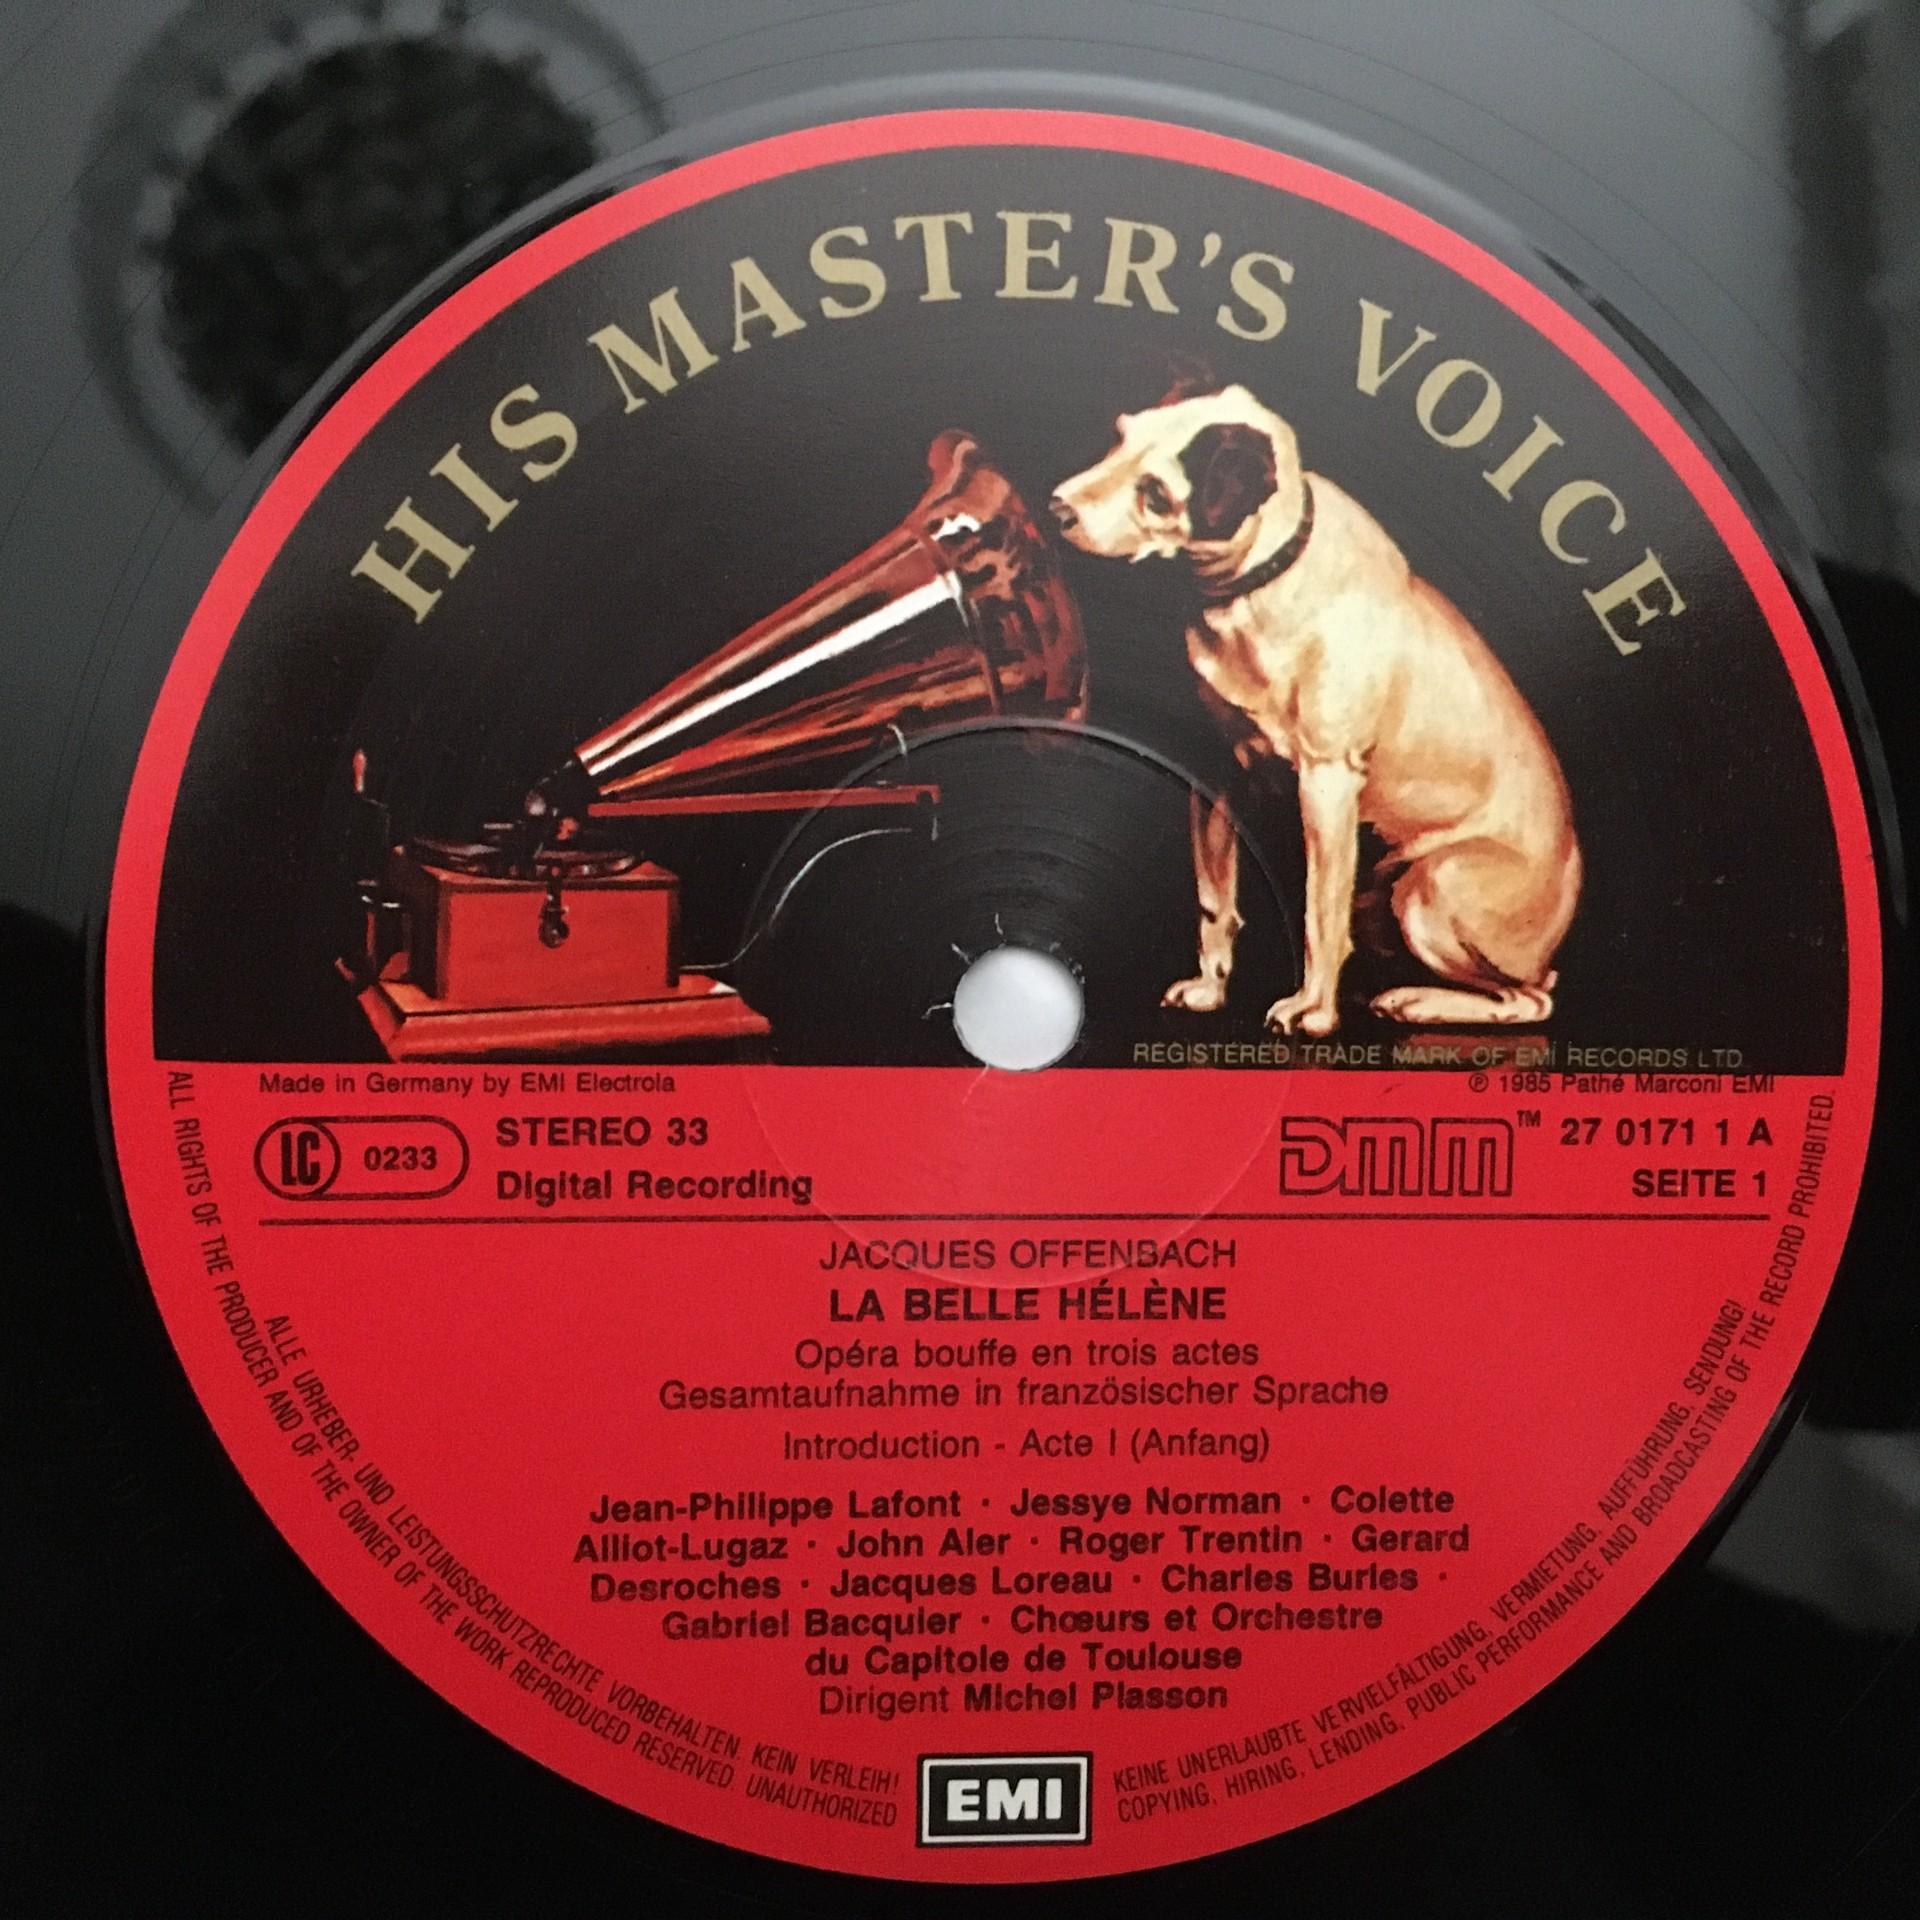 HIS MASTER'S VOICE
REGISTERED TRADE MARK OF EMI RECORDS LTD
Made in Germany by EMI Electrola
℗ 1985 Pathé Marconi EMI
LC 0233
STEREO 33
Digital Recording
DMM™
27 0171 1 A
SEITE 1
JACQUES OFFENBACH
LA BELLE HÉLÈNE
Opéra bouffe en trois actes
Gesamtaufnahme in französischer Sprache
Introduction - Acte I (Anfang)
Jean-Philippe Lafont · Jessye Norman · Colette
Alliot-Lugaz · John Aler · Roger Trentin · Gerard
Desroches · Jacques Loreau · Charles Burles ·
Gabriel Bacquier · Chœurs et Orchestre
du Capitole de Toulouse
Dirigent Michel Plasson
EMI
ALLE URHEBER- UND LEISTUNGSSCHUTZRECHTE VORBEHALTEN. KEIN VERLEIH! KEINE UNERLAUBTE VERVIELFÄLTIGUNG, VERMIETUNG, AUFFÜHRUNG, SENDUNG!
ALL RIGHTS OF THE PRODUCER AND OF THE OWNER OF THE WORK REPRODUCED RESERVED. UNAUTHORIZED COPYING, HIRING, LENDING, PUBLIC PERFORMANCE AND BROADCASTING OF THE RECORD PROHIBITED.